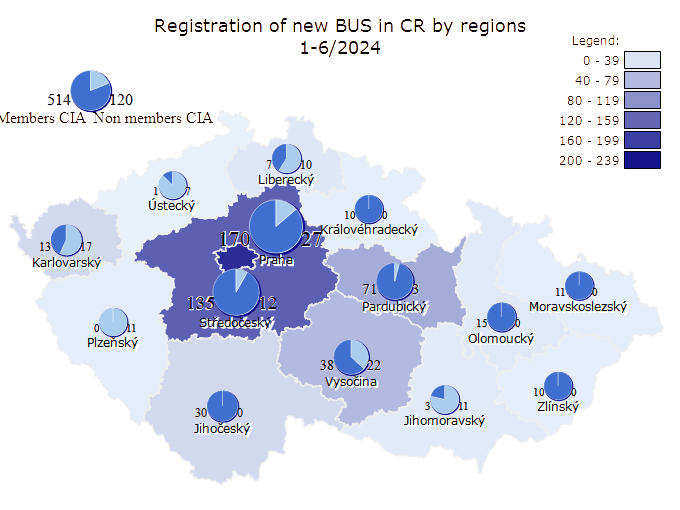 Registration of new BUS in CR by regions
1-6/2024
Legend:
0 - 39
40 - 79
80 - 119
120 - 159
160 - 199
200 - 239
514 120
Members CIA Non members CIA
7 10
Liberecký
1 7
Ústecký
10 0
Královéhradecký
170 27
Praha
13 17
Karlovarský
135 12
Středočeský
71 3
Pardubický
11 0
Moravskoslezský
0 11
Plzeňský
15 0
Olomoucký
38 22
Vysočina
10 0
Zlínský
30 0
Jihočeský
3 11
Jihomoravský